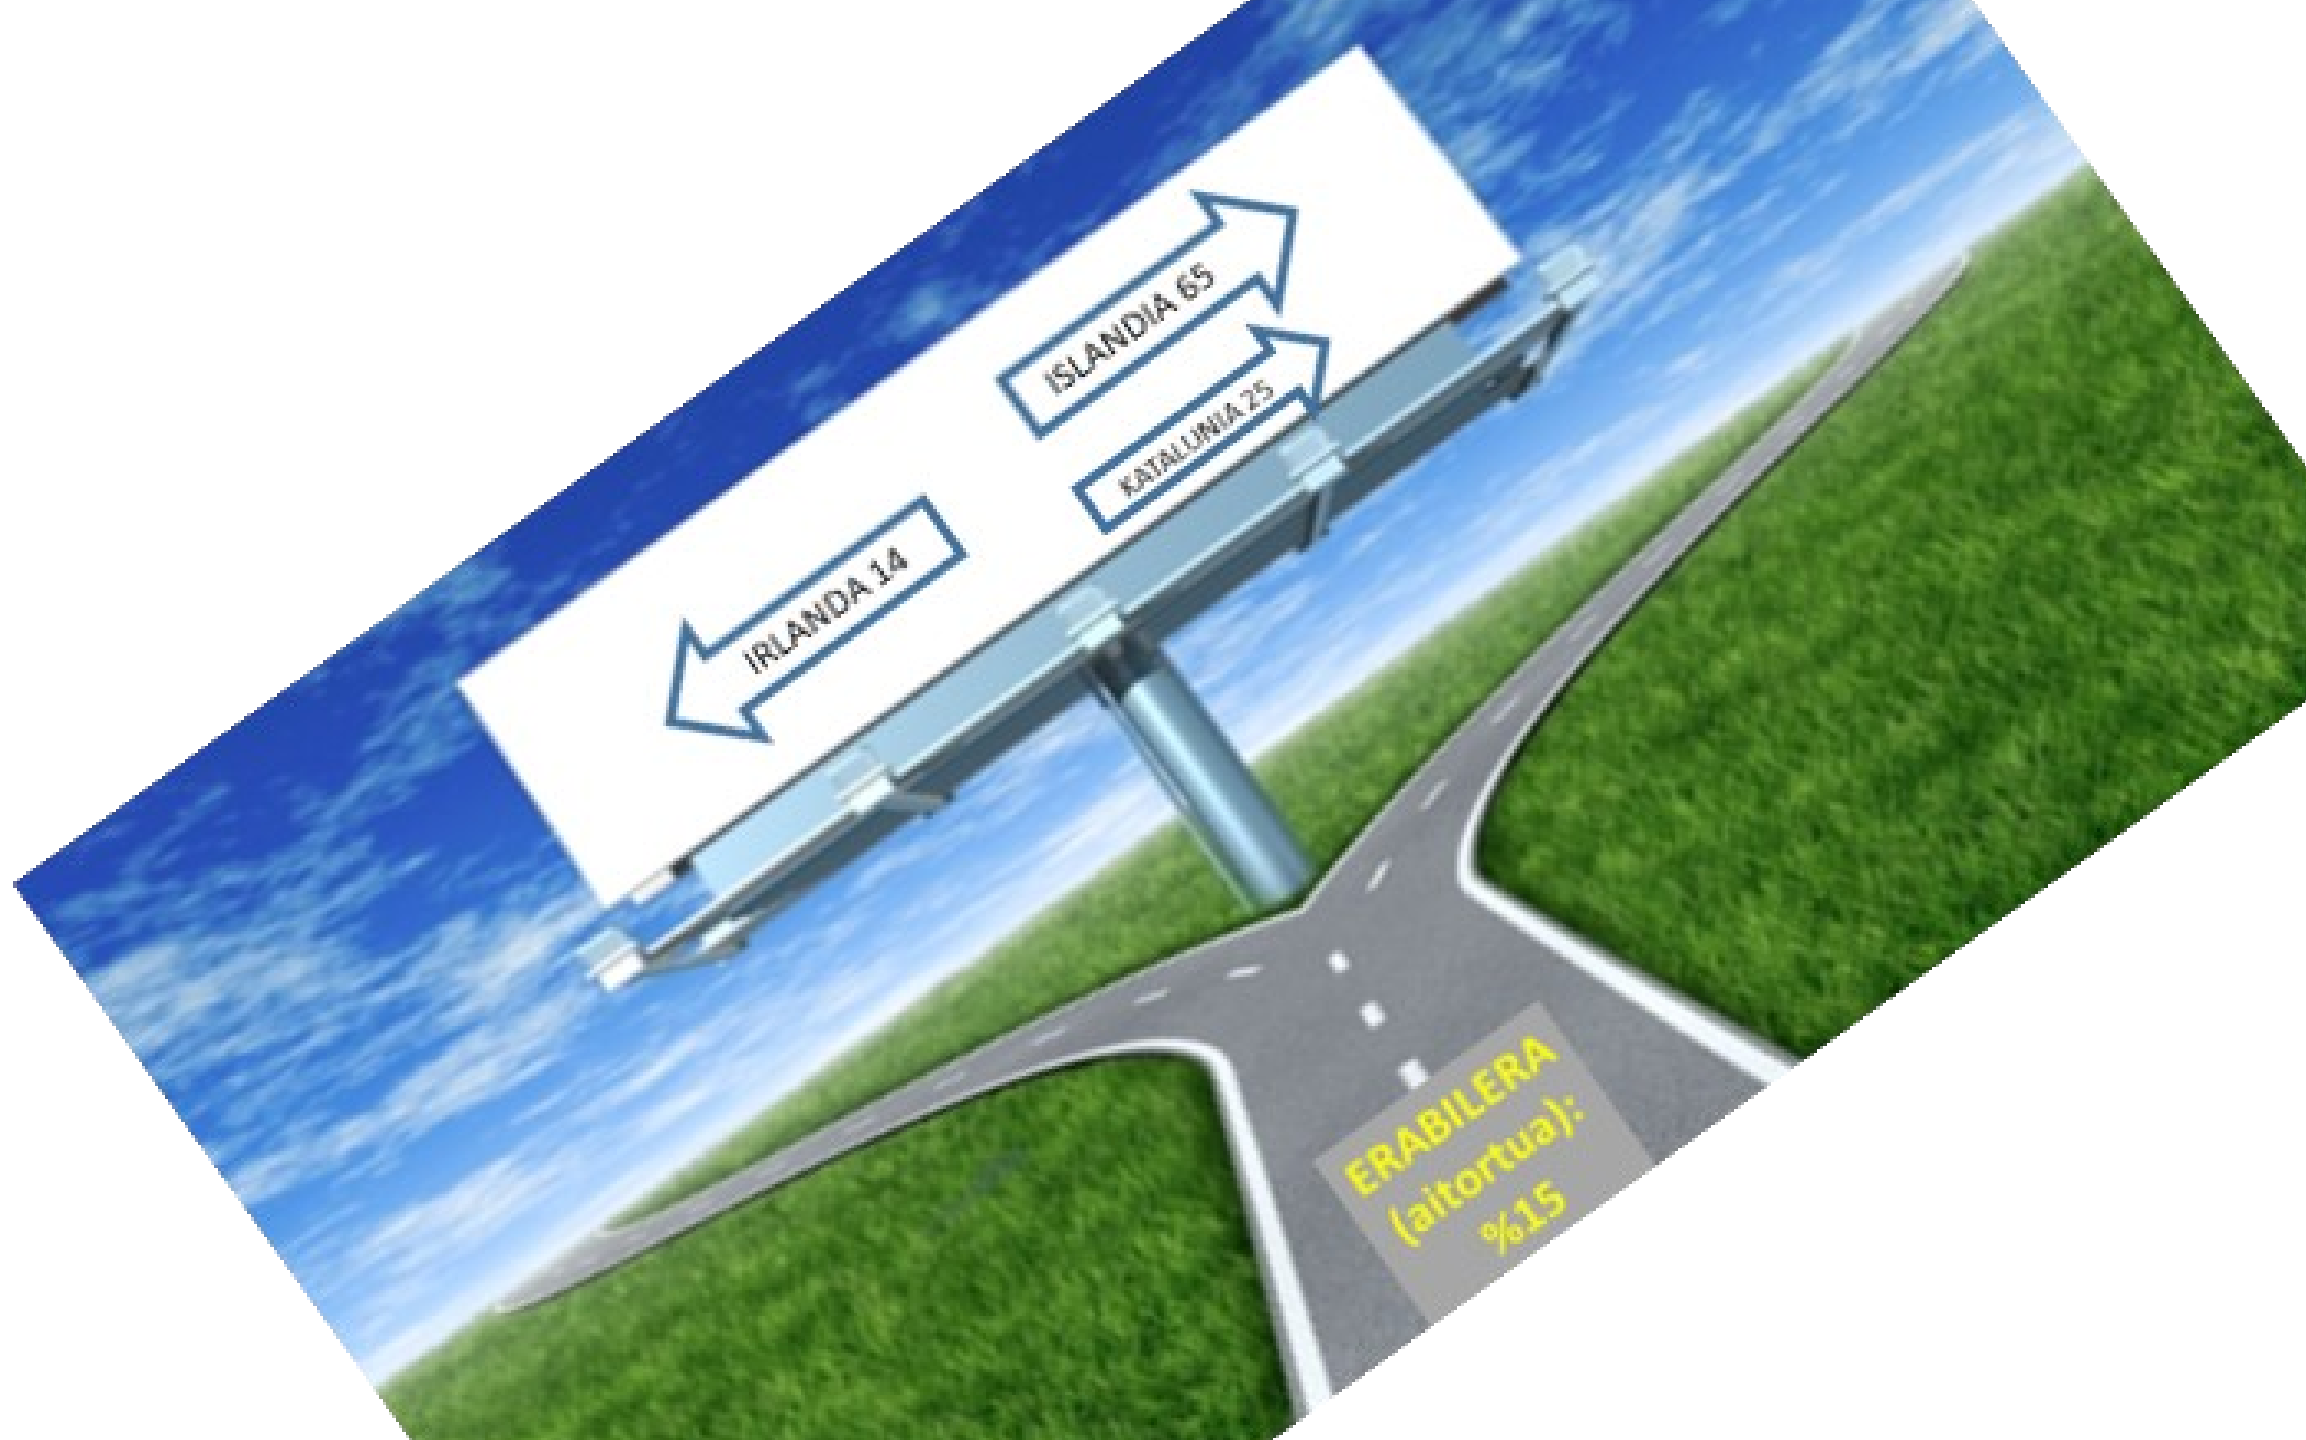 ISLANDIA 65
KATALUNIA 25
IRLANDA 14
ERABILERA
(aitortua):
%15